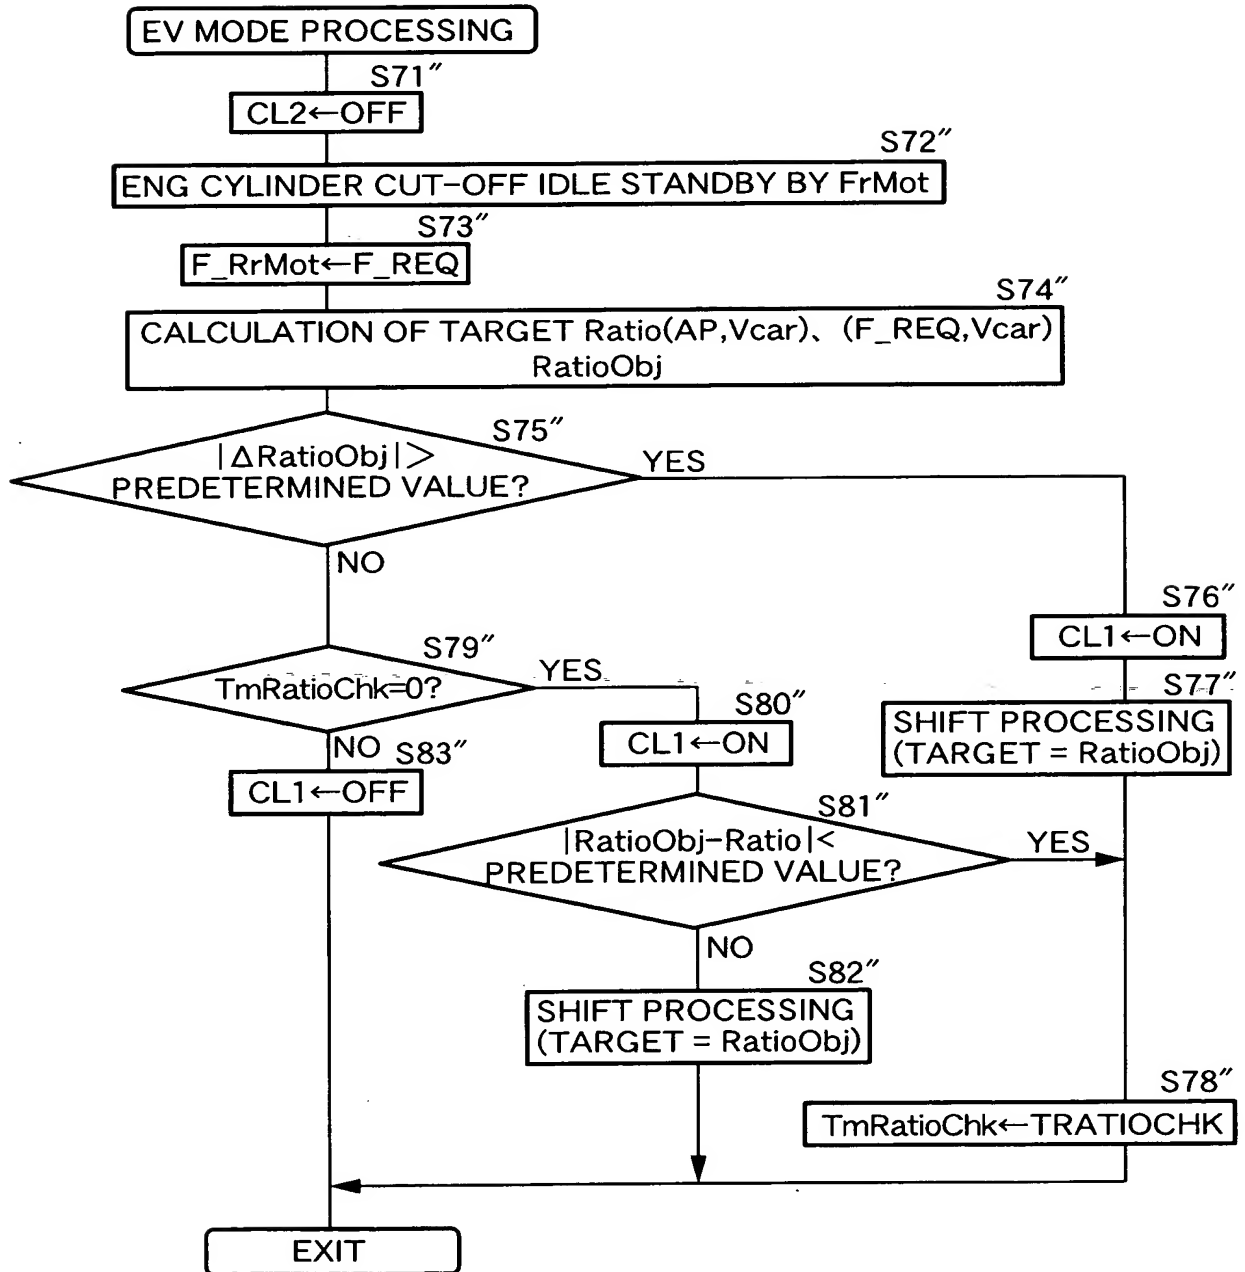 EV MODE PROCESSING
S71″
CL2←OFF
S72″
ENG CYLINDER CUT-OFF IDLE STANDBY BY FrMot
S73″
F_RrMot←F_REQ
S74″
CALCULATION OF TARGET Ratio(AP,Vcar)、(F_REQ,Vcar)
RatioObj
S75″
|ΔRatioObj|>
PREDETERMINED VALUE?
YES
NO
S76″
CL1←ON
S77″
SHIFT PROCESSING
(TARGET = RatioObj)
S79″
TmRatioChk=0?
YES
NO
S80″
CL1←ON
S83″
CL1←OFF
S81″
|RatioObj-Ratio|<
PREDETERMINED VALUE?
YES
NO
S82″
SHIFT PROCESSING
(TARGET = RatioObj)
S78″
TmRatioChk←TRATIOCHK
EXIT